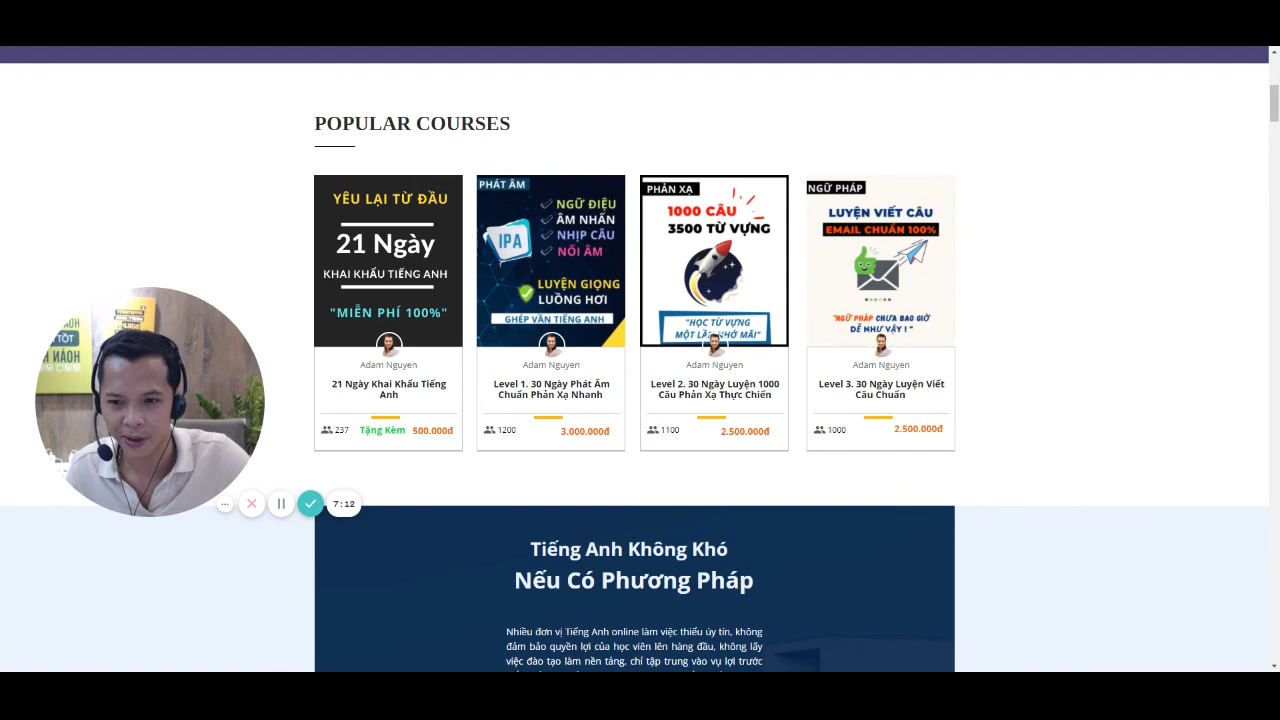 POPULAR COURSES
YÊU LẠI TỪ ĐẦU
21 Ngày
KHAI KHẨU TIẾNG ANH
"MIỄN PHÍ 100%"
Adam Nguyen
21 Ngày Khai Khẩu Tiếng
Anh
237 Tặng Kèm 500.000đ
PHÁT ÂM
NGỮ ĐIỆU
ÂM NHẤN
NHỊP CÂU
NỐI ÂM
IPA
LUYỆN GIỌNG
LUỒNG HƠI
GHÉP VẦN TIẾNG ANH
Adam Nguyen
Level 1. 30 Ngày Phát Âm
Chuẩn Phản Xạ Nhanh
1200 3.000.000đ
PHẢN XẠ
1000 CÂU
3500 TỪ VỰNG
"HỌC TỪ VỰNG
MỘT LẦN NHỚ MÃI"
Adam Nguyen
Level 2. 30 Ngày Luyện 1000
Câu Phản Xạ Thực Chiến
1100 2.500.000đ
NGỮ PHÁP
LUYỆN VIẾT CÂU
EMAIL CHUẨN 100%
"NGỮ PHÁP CHƯA BAO GIỜ
DỄ NHƯ VẬY !"
Adam Nguyen
Level 3. 30 Ngày Luyện Viết
Câu Chuẩn
1000 2.500.000đ
7:12
Tiếng Anh Không Khó
Nếu Có Phương Pháp
Nhiều đơn vị Tiếng Anh online làm việc thiếu úy tín, không
đảm bảo quyền lợi của học viên lên hàng đầu, không lấy
việc đào tạo làm nền tảng, chỉ tập trung vào vụ lợi trước